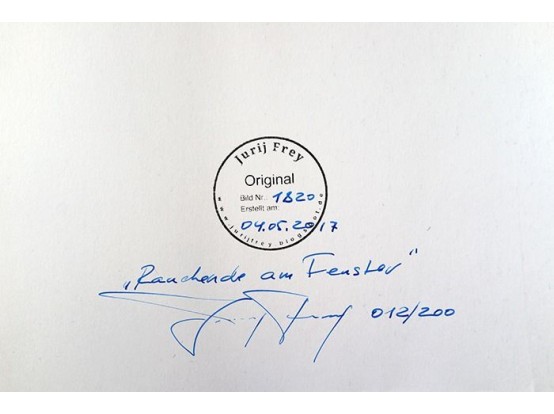 Jurij Frey
Original
Bild Nr.: 1820
Erstellt am:
04.05.2017
www.jurijfrey.blogspot.de
„Rauchende am Fenster“
012/200